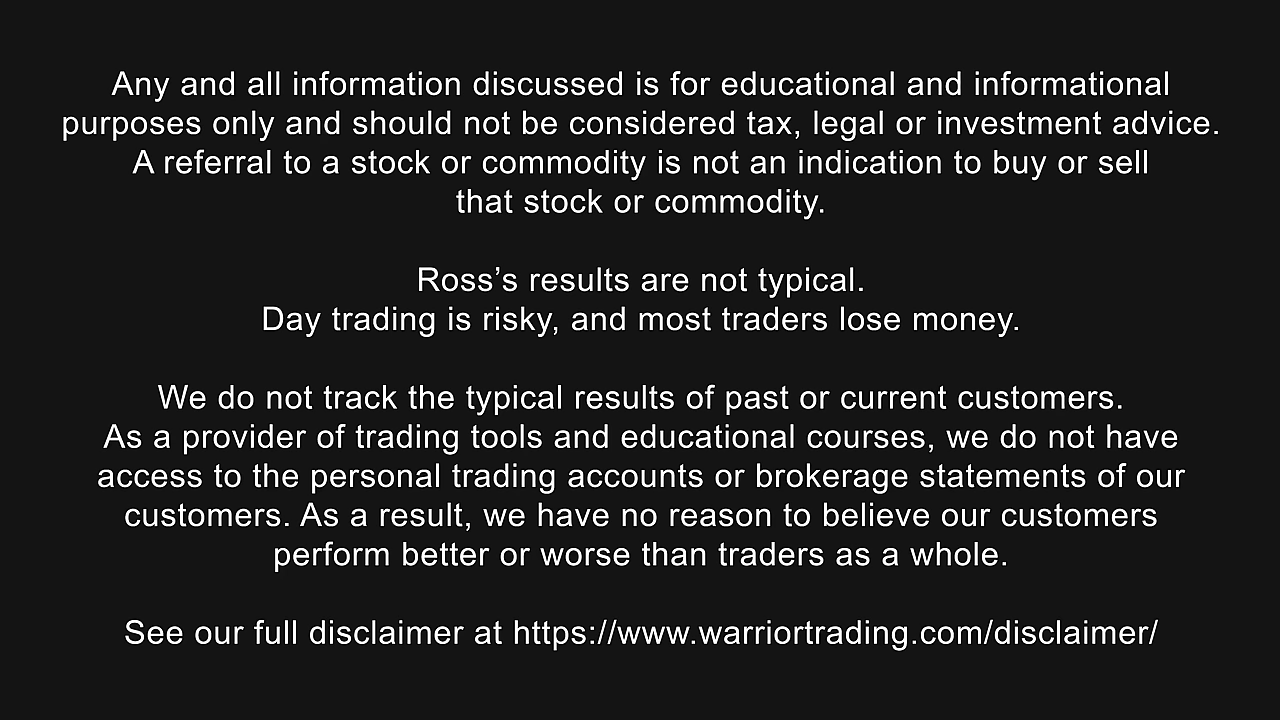 Any and all information discussed is for educational and informational
purposes only and should not be considered tax, legal or investment advice.
A referral to a stock or commodity is not an indication to buy or sell
that stock or commodity.
Ross’s results are not typical.
Day trading is risky, and most traders lose money.
We do not track the typical results of past or current customers.
As a provider of trading tools and educational courses, we do not have
access to the personal trading accounts or brokerage statements of our
customers. As a result, we have no reason to believe our customers
perform better or worse than traders as a whole.
See our full disclaimer at https://www.warriortrading.com/disclaimer/